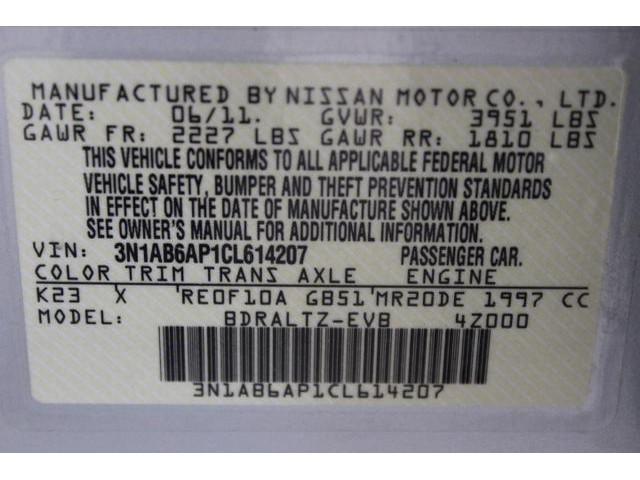 MANUFACTURED BY NISSAN MOTOR CO., LTD.
DATE: 06/11. GVWR: 3951 LBS
GAWR FR: 2227 LBS GAWR RR: 1810 LBS
THIS VEHICLE CONFORMS TO ALL APPLICABLE FEDERAL MOTOR
VEHICLE SAFETY, BUMPER AND THEFT PREVENTION STANDARDS
IN EFFECT ON THE DATE OF MANUFACTURE SHOWN ABOVE.
SEE OWNER'S MANUAL FOR ADDITIONAL INFORMATION.
VIN: 3N1AB6AP1CL614207 PASSENGER CAR.
COLOR TRIM TRANS AXLE ENGINE
K23 X 'RE0F10A GB51'MR20DE 1997 CC
MODEL: BDRALTZ-EVB 4Z000
3N1AB6AP1CL614207